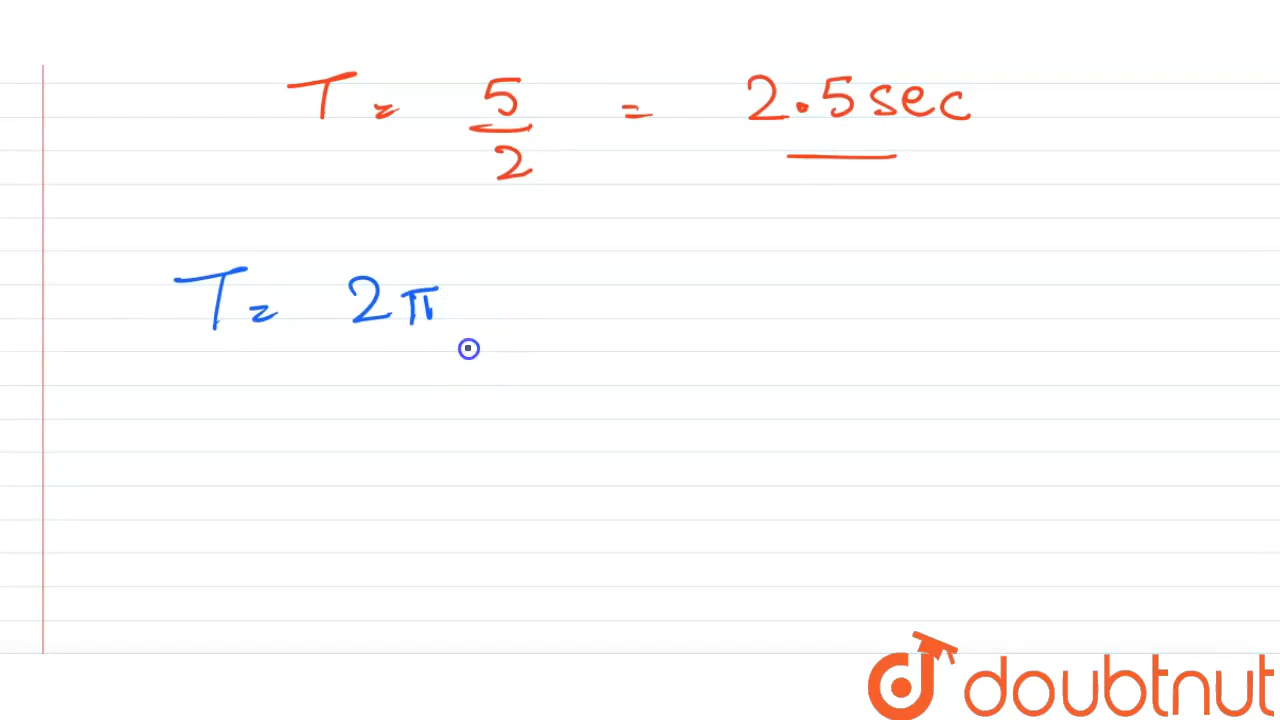 T = 5/2 = 2.5 sec
T = 2π
doubtnut